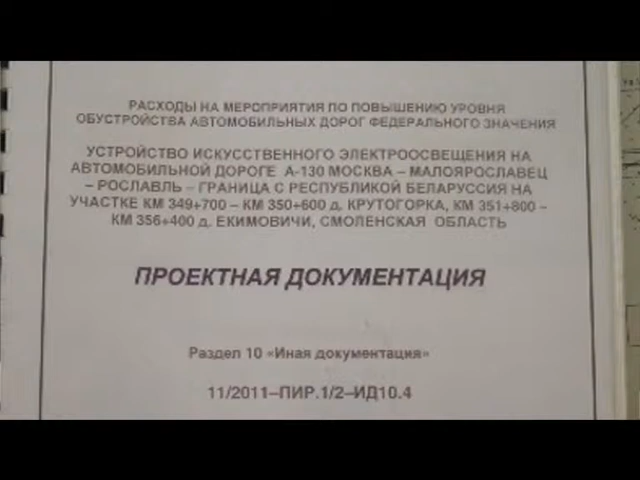 РАСХОДЫ НА МЕРОПРИЯТИЯ ПО ПОВЫШЕНИЮ УРОВНЯ
ОБУСТРОЙСТВА АВТОМОБИЛЬНЫХ ДОРОГ ФЕДЕРАЛЬНОГО ЗНАЧЕНИЯ
УСТРОЙСТВО ИСКУССТВЕННОГО ЭЛЕКТРООСВЕЩЕНИЯ НА
АВТОМОБИЛЬНОЙ ДОРОГЕ А-130 МОСКВА – МАЛОЯРОСЛАВЕЦ
– РОСЛАВЛЬ – ГРАНИЦА С РЕСПУБЛИКОЙ БЕЛАРУССИЯ НА
УЧАСТКЕ КМ 349+700 – КМ 350+600 д. КРУТОГОРКА, КМ 351+800 –
КМ 356+400 д. ЕКИМОВИЧИ, СМОЛЕНСКАЯ ОБЛАСТЬ
ПРОЕКТНАЯ ДОКУМЕНТАЦИЯ
Раздел 10 «Иная документация»
11/2011–ПИР.1/2–ИД10.4